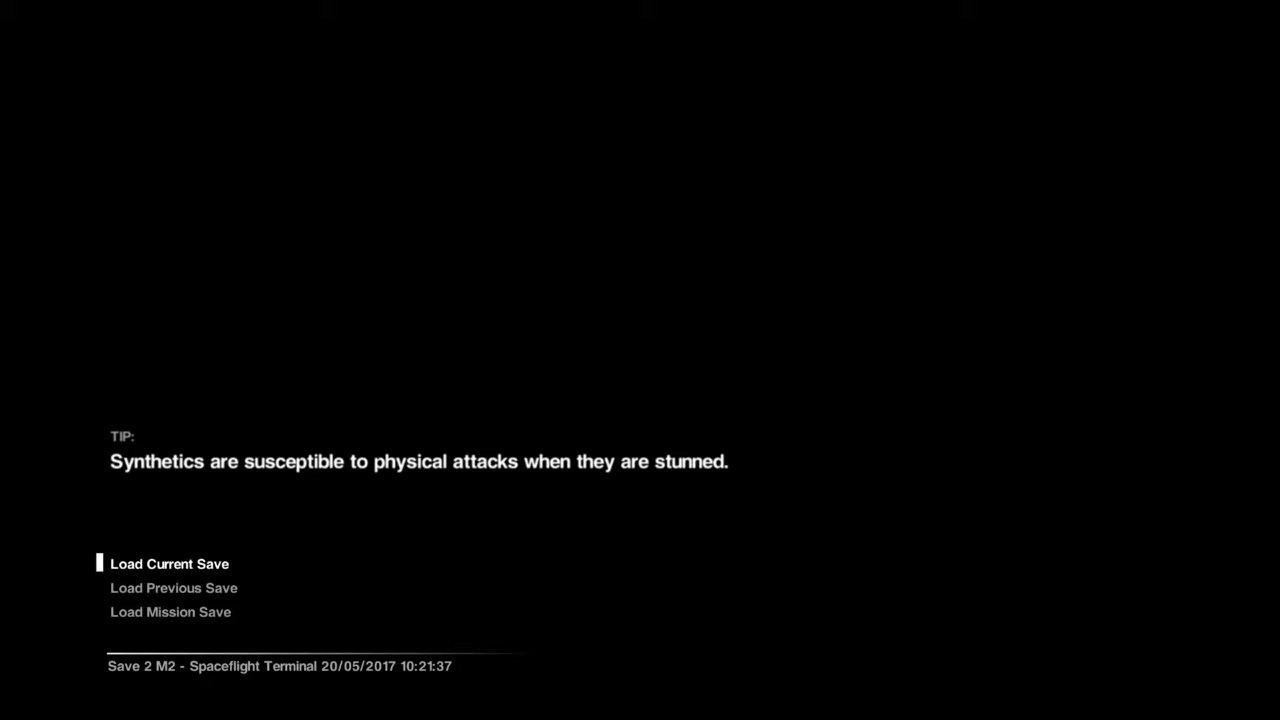 TIP:
Synthetics are susceptible to physical attacks when they are stunned.
Load Current Save
Load Previous Save
Load Mission Save
Save 2 M2 - Spaceflight Terminal 20/05/2017 10:21:37